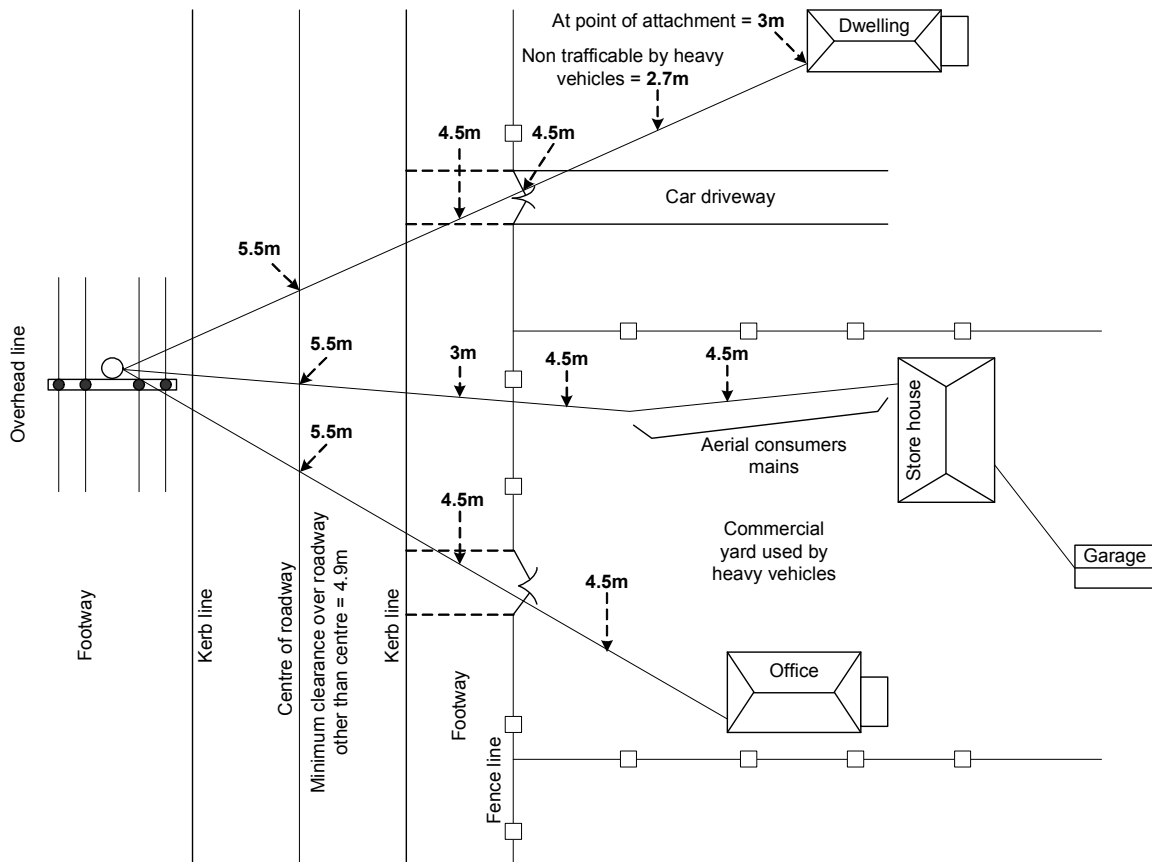 At point of attachment = 3m
Dwelling
Non trafficable by heavy
vehicles = 2.7m
4.5m
4.5m
Car driveway
5.5m
Overhead line
5.5m
3m
4.5m
4.5m
Aerial consumers
mains
Store house
5.5m
4.5m
Commercial
yard used by
heavy vehicles
Garage
4.5m
Office
Footway
Kerb line
Centre of roadway
Minimum clearance over roadway
other than centre = 4.9m
Kerb line
Footway
Fence line